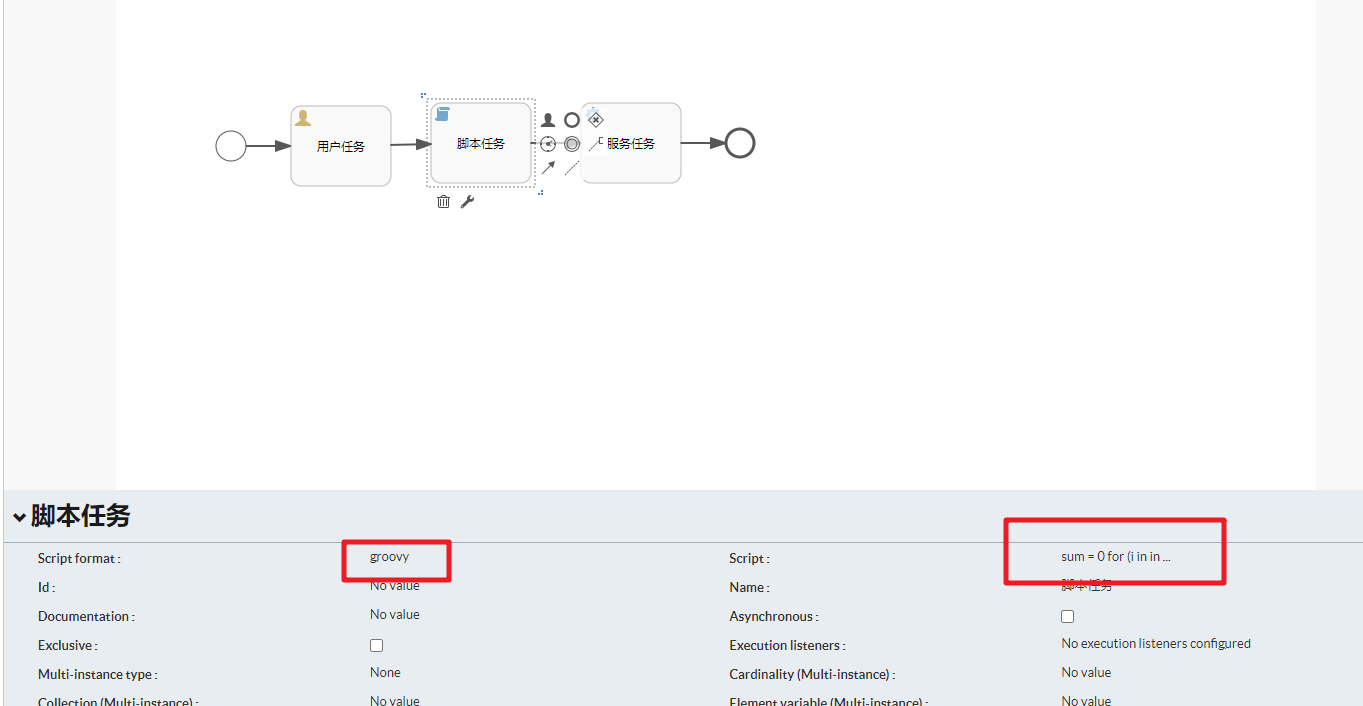 用户任务
脚本任务
服务任务
脚本任务
Script format :
groovy
Script :
sum = 0 for (i in in ...
Id :
No value
Name :
脚本任务
Documentation :
No value
Asynchronous :
Exclusive :
Execution listeners :
No execution listeners configured
Multi-instance type :
None
Cardinality (Multi-instance) :
No value
Collection (Multi-instance) :
No value
Element variable (Multi-instance) :
No value